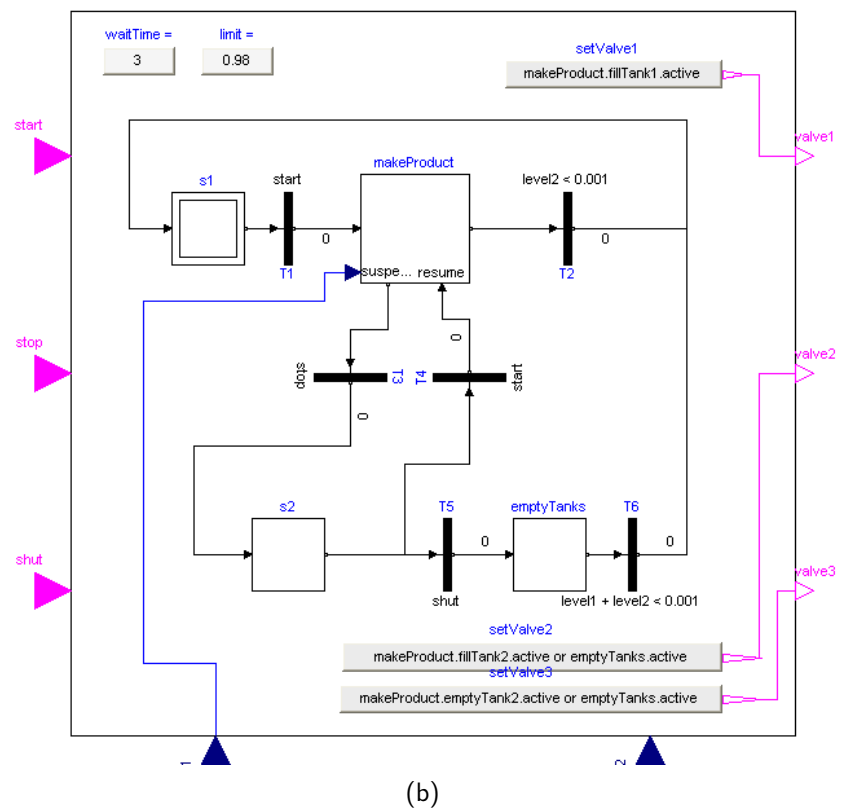 waitTime =
limit =
3
0.98
setValve1
makeProduct.fillTank1.active
start
valve1
makeProduct
s1
start
level2 < 0.001
0
0
T1
suspe...
resume
T2
0
stop
valve2
stop
T3
T4
start
0
s2
T5
emptyTanks
T6
0
0
shut
valve3
shut
level1 + level2 < 0.001
setValve2
makeProduct.fillTank2.active or emptyTanks.active
setValve3
makeProduct.emptyTank2.active or emptyTanks.active
1
2
(b)